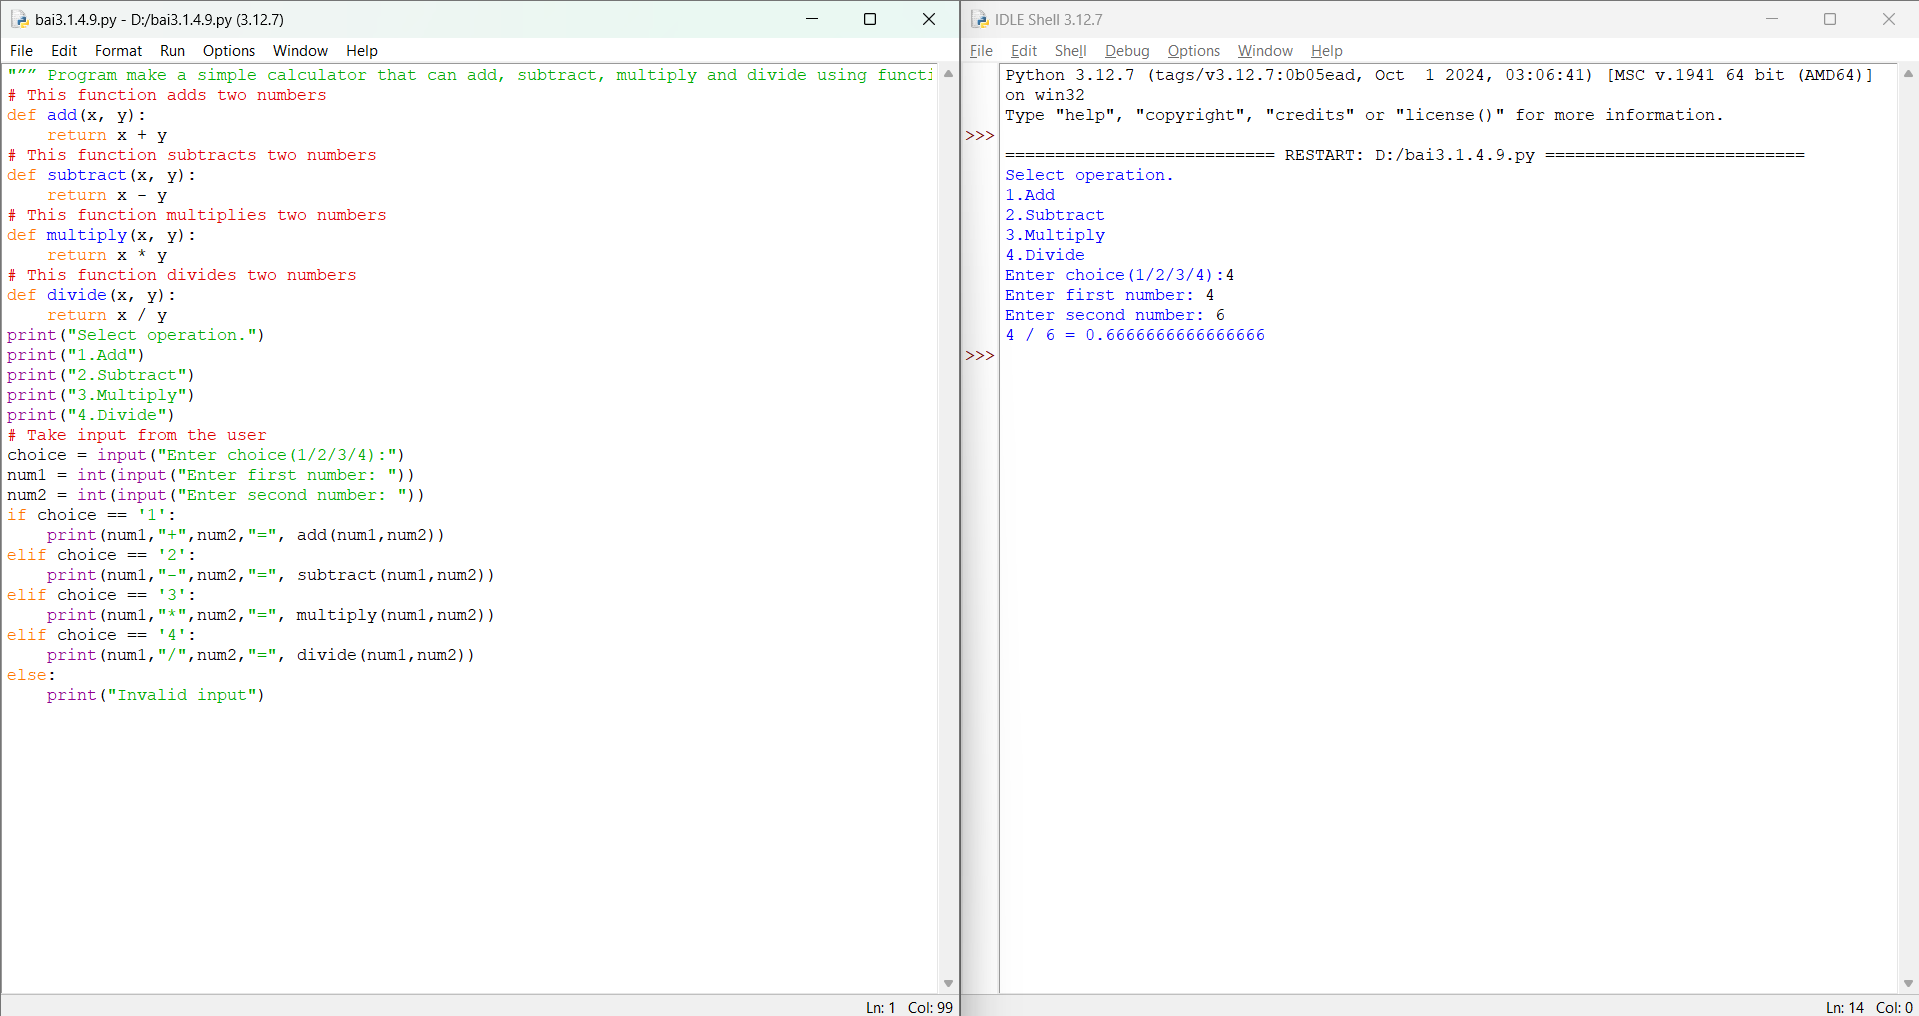 bai3.1.4.9.py - D:/bai3.1.4.9.py (3.12.7)
File Edit Format Run Options Window Help
"″″ Program make a simple calculator that can add, subtract, multiply and divide using functi
# This function adds two numbers
def add(x, y):
    return x + y
# This function subtracts two numbers
def subtract(x, y):
    return x - y
# This function multiplies two numbers
def multiply(x, y):
    return x * y
# This function divides two numbers
def divide(x, y):
    return x / y
print("Select operation.")
print("1.Add")
print("2.Subtract")
print("3.Multiply")
print("4.Divide")
# Take input from the user
choice = input("Enter choice(1/2/3/4):")
num1 = int(input("Enter first number: "))
num2 = int(input("Enter second number: "))
if choice == '1':
    print(num1,"+",num2,"=", add(num1,num2))
elif choice == '2':
    print(num1,"-",num2,"=", subtract(num1,num2))
elif choice == '3':
    print(num1,"*",num2,"=", multiply(num1,num2))
elif choice == '4':
    print(num1,"/",num2,"=", divide(num1,num2))
else:
    print("Invalid input")
Ln: 1 Col: 99
IDLE Shell 3.12.7
File Edit Shell Debug Options Window Help
Python 3.12.7 (tags/v3.12.7:0b05ead, Oct  1 2024, 03:06:41) [MSC v.1941 64 bit (AMD64)]
on win32
Type "help", "copyright", "credits" or "license()" for more information.
>>>
=========================== RESTART: D:/bai3.1.4.9.py ==========================
Select operation.
1.Add
2.Subtract
3.Multiply
4.Divide
Enter choice(1/2/3/4):4
Enter first number: 4
Enter second number: 6
4 / 6 = 0.6666666666666666
>>>
Ln: 14 Col: 0